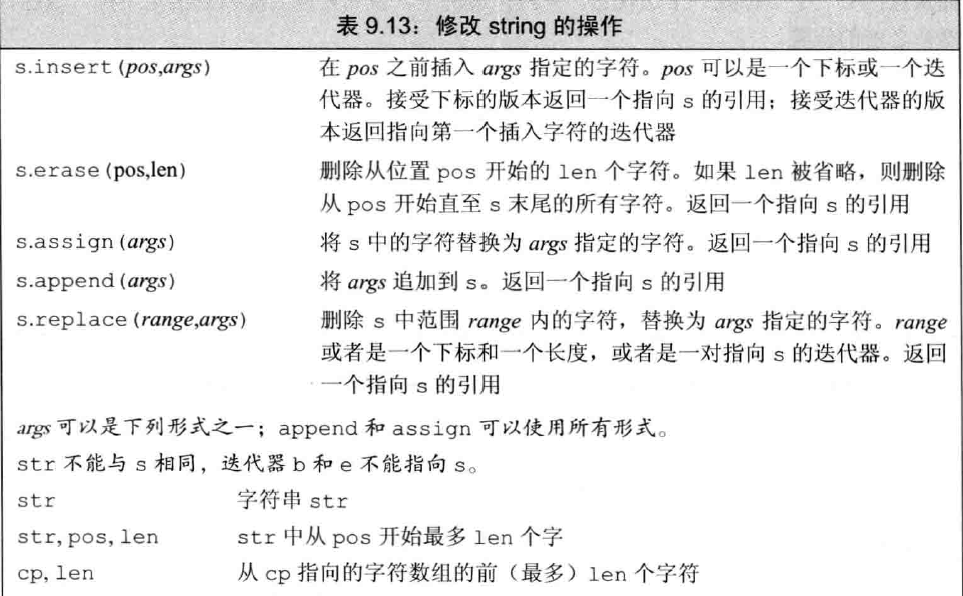 表 9.13：修改 string 的操作
s.insert(pos,args) 在 pos 之前插入 args 指定的字符。pos 可以是一个下标或一个迭
代器。接受下标的版本返回一个指向 s 的引用；接受迭代器的版
本返回指向第一个插入字符的迭代器
s.erase(pos,len) 删除从位置 pos 开始的 len 个字符。如果 len 被省略，则删除
从 pos 开始直至 s 末尾的所有字符。返回一个指向 s 的引用
s.assign(args) 将 s 中的字符替换为 args 指定的字符。返回一个指向 s 的引用
s.append(args) 将 args 追加到 s。返回一个指向 s 的引用
s.replace(range,args) 删除 s 中范围 range 内的字符，替换为 args 指定的字符。range
或者是一个下标和一个长度，或者是一对指向 s 的迭代器。返回
一个指向 s 的引用
args 可以是下列形式之一；append 和 assign 可以使用所有形式。
str 不能与 s 相同，迭代器 b 和 e 不能指向 s。
str 字符串 str
str,pos,len str 中从 pos 开始最多 len 个字
cp,len 从 cp 指向的字符数组的前（最多）len 个字符